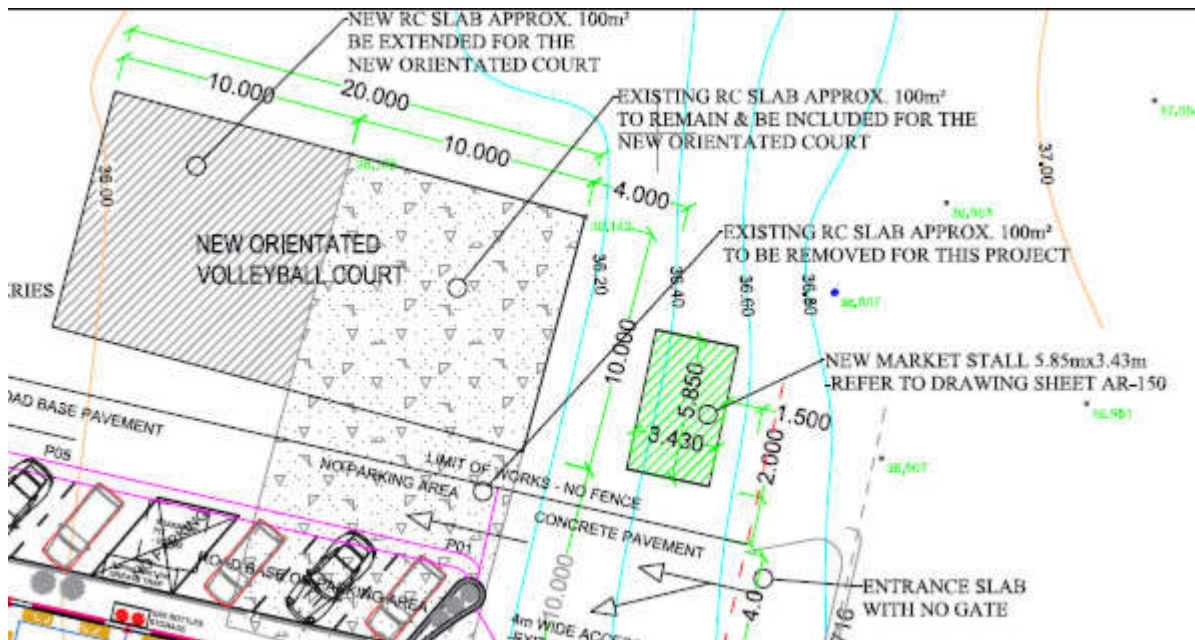 NEW RC SLAB APPROX. 100m²
BE EXTENDED FOR THE
NEW ORIENTATED COURT
20.000
10.000
10.000
EXISTING RC SLAB APPROX. 100m²
TO REMAIN & BE INCLUDED FOR THE
NEW ORIENTATED COURT
4.000
37.00
36.00
EXISTING RC SLAB APPROX. 100m²
TO BE REMOVED FOR THIS PROJECT
NEW ORIENTATED
VOLLEYBALL COURT
36.20
36.40
36.60
36.80
10.000
NEW MARKET STALL 5.85mx3.43m
-REFER TO DRAWING SHEET AR-150
5.850
3.430
1.500
2.000
BASE PAVEMENT
P05
NO PARKING AREA
LIMIT OF WORKS - NO FENCE
CONCRETE PAVEMENT
P01
ENTRANCE SLAB
WITH NO GATE
10.000
4.0
4m WIDE
716